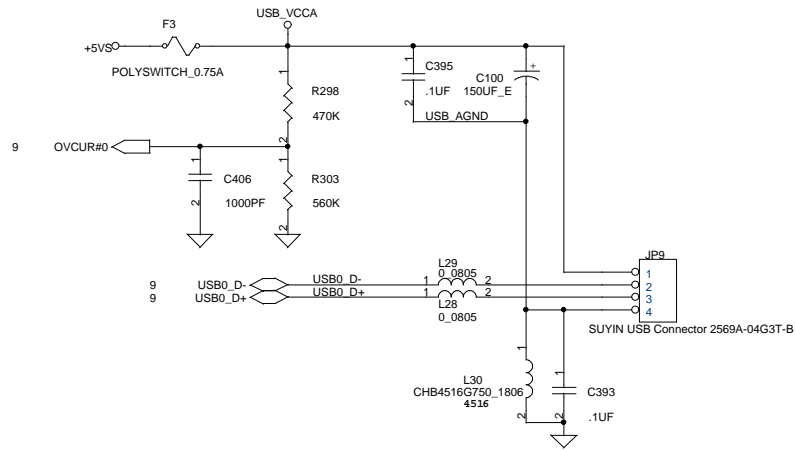 USB_VCCA
F3
+5VS
POLYSWITCH_0.75A
1
R298
470K
2
1
C395
.1UF
2
+
C100
150UF_E
USB_AGND
9 OVCUR#0
1
C406
2
1000PF
1
R303
560K
2
9 USB0_D- USB0_D- 1 L29 0_0805 2
9 USB0_D+ USB0_D+ 1 L28 0_0805 2
JP9
1
2
3
4
SUYIN USB Connector 2569A-04G3T-B
1
L30
CHB4516G750_1806
4516
2
1
C393
2
.1UF